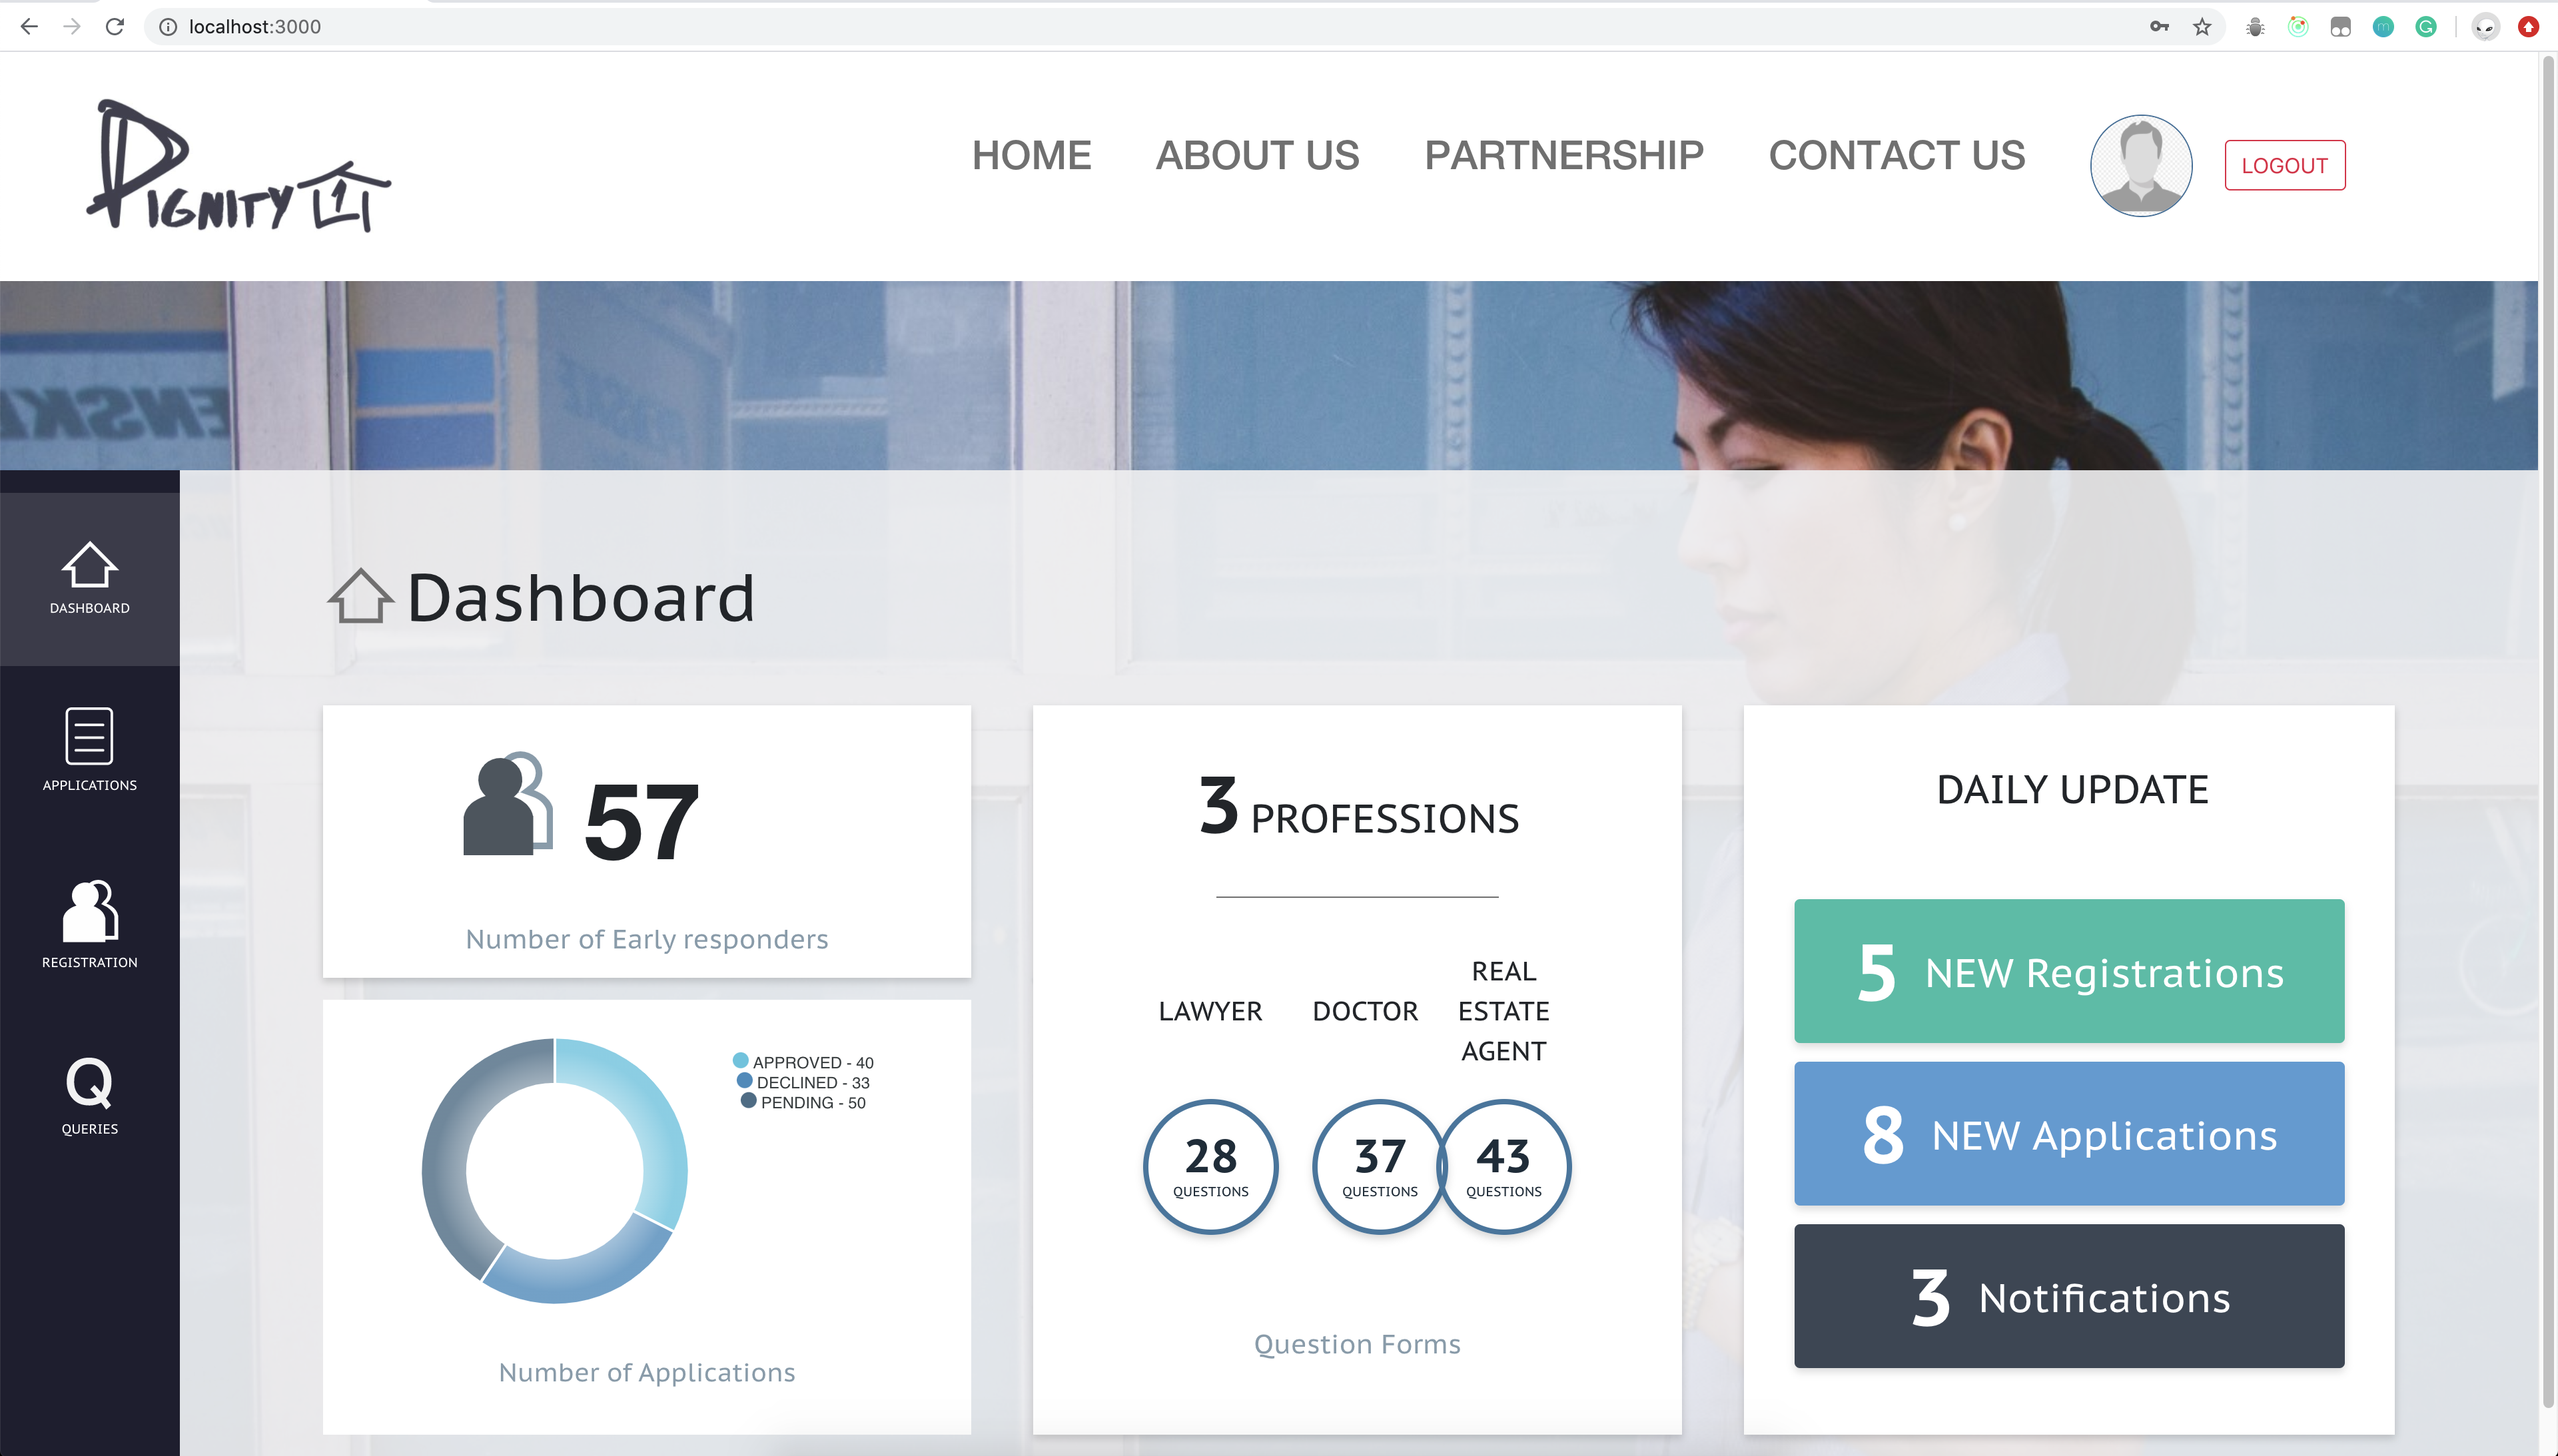 localhost:3000
DIGNITY
1
HOME ABOUT US PARTNERSHIP CONTACT US LOGOUT
ENSKE
DASHBOARD
APPLICATIONS
REGISTRATION
Q
QUERIES
Dashboard
57
Number of Early responders
APPROVED - 40
DECLINED - 33
PENDING - 50
Number of Applications
3 PROFESSIONS
LAWYER
DOCTOR
REAL
ESTATE
AGENT
28
QUESTIONS
37
QUESTIONS
43
QUESTIONS
Question Forms
DAILY UPDATE
5 NEW Registrations
8 NEW Applications
3 Notifications